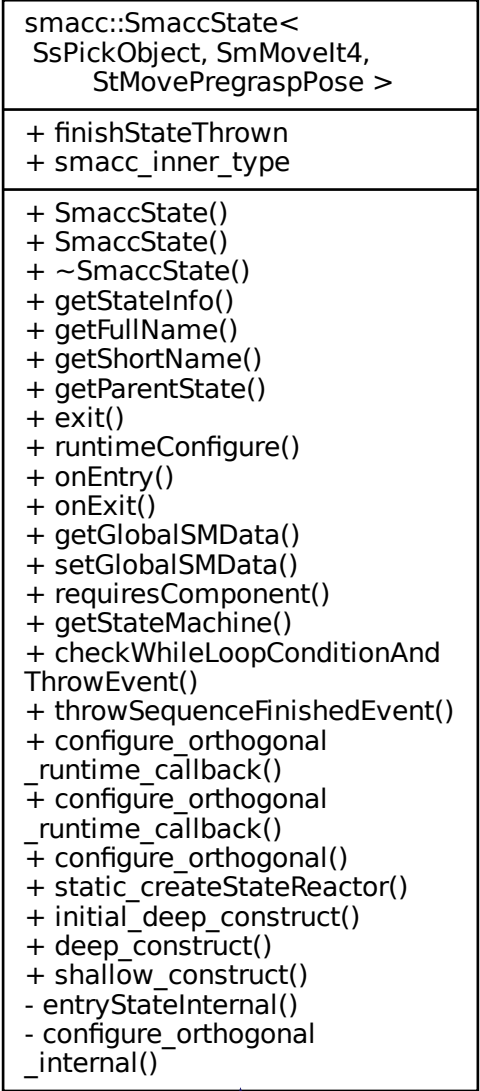 smacc::SmaccState<
SsPickObject, SmMoveIt4,
StMovePregraspPose >
+ finishStateThrown
+ smacc_inner_type
+ SmaccState()
+ SmaccState()
+ ~SmaccState()
+ getStateInfo()
+ getFullName()
+ getShortName()
+ getParentState()
+ exit()
+ runtimeConfigure()
+ onEntry()
+ onExit()
+ getGlobalSMData()
+ setGlobalSMData()
+ requiresComponent()
+ getStateMachine()
+ checkWhileLoopConditionAnd
ThrowEvent()
+ throwSequenceFinishedEvent()
+ configure_orthogonal
_runtime_callback()
+ configure_orthogonal
_runtime_callback()
+ configure_orthogonal()
+ static_createStateReactor()
+ initial_deep_construct()
+ deep_construct()
+ shallow_construct()
- entryStateInternal()
- configure_orthogonal
_internal()